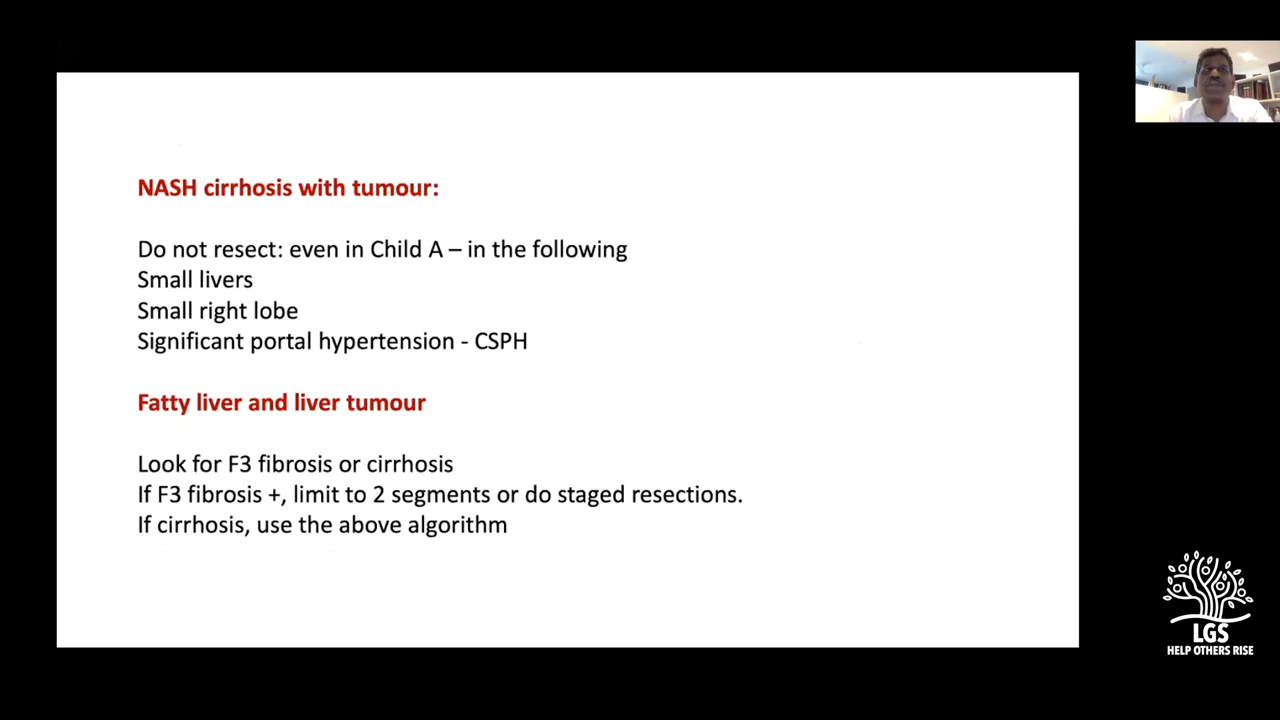 NASH cirrhosis with tumour:
Do not resect: even in Child A – in the following
Small livers
Small right lobe
Significant portal hypertension - CSPH
Fatty liver and liver tumour
Look for F3 fibrosis or cirrhosis
If F3 fibrosis +, limit to 2 segments or do staged resections.
If cirrhosis, use the above algorithm
LGS
HELP OTHERS RISE